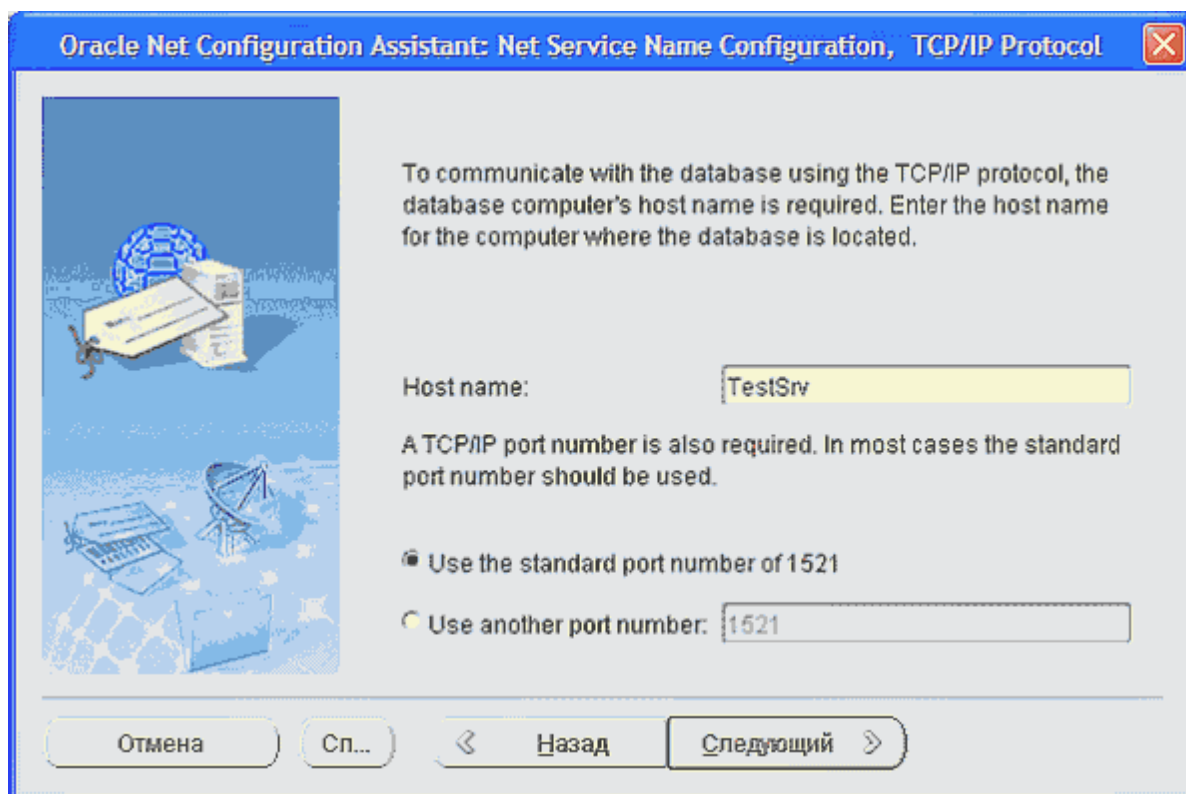 Oracle Net Configuration Assistant: Net Service Name Configuration, TCP/IP Protocol
To communicate with the database using the TCP/IP protocol, the
database computer's host name is required. Enter the host name
for the computer where the database is located.
Host name: TestSrv
A TCP/IP port number is also required. In most cases the standard
port number should be used.
Use the standard port number of 1521
Use another port number: 1521
Отмена Сп... Назад Следующий